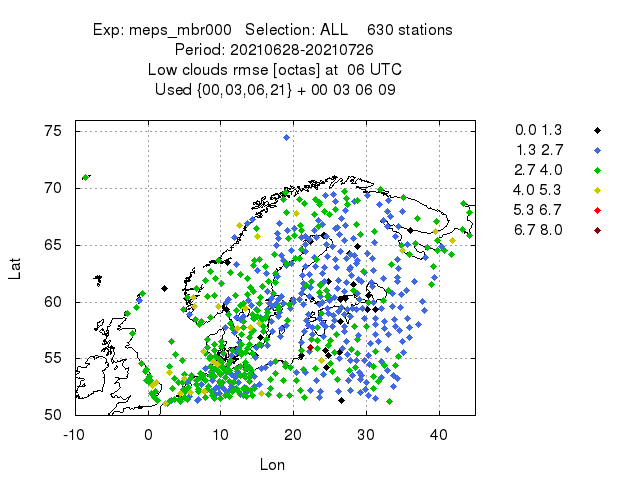 Exp: meps_mbr000   Selection: ALL    630 stations
Period: 20210628-20210726
Low clouds rmse [octas] at  06 UTC
Used {00,03,06,21} + 00 03 06 09
0.0 1.3
1.3 2.7
2.7 4.0
4.0 5.3
5.3 6.7
6.7 8.0
75
70
65
60
55
50
Lat
-10 0 10 20 30 40
Lon